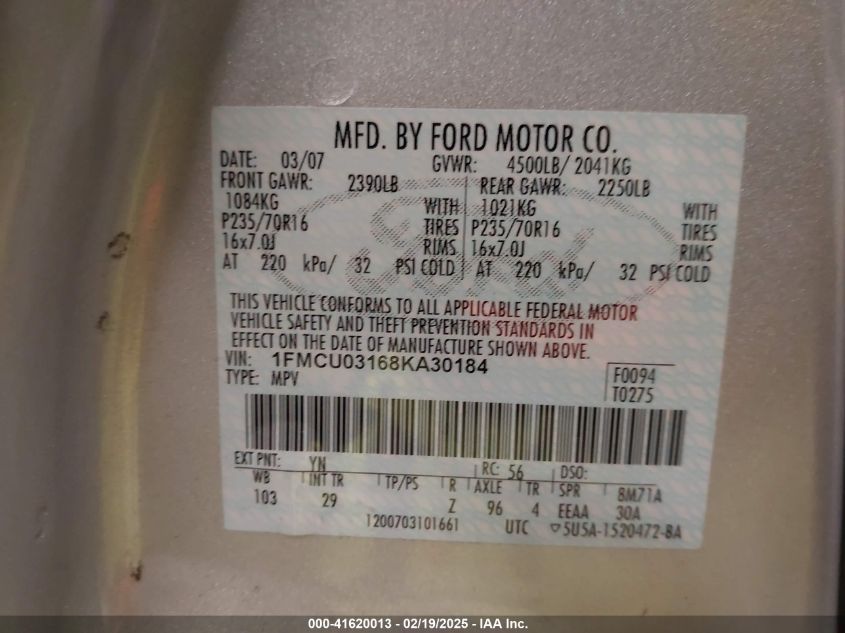 MFD. BY FORD MOTOR CO.
DATE: 03/07 GVWR: 4500LB/ 2041KG
FRONT GAWR: 2390LB REAR GAWR: 2250LB
1084KG WITH 1021KG WITH
P235/70R16 TIRES P235/70R16 TIRES
16x7.0J RIMS 16x7.0J RIMS
AT 220 kPa/ 32 PSI COLD AT 220 kPa/ 32 PSI COLD
THIS VEHICLE CONFORMS TO ALL APPLICABLE FEDERAL MOTOR
VEHICLE SAFETY AND THEFT PREVENTION STANDARDS IN
EFFECT ON THE DATE OF MANUFACTURE SHOWN ABOVE.
VIN: 1FMCU03168KA30184 F0094
TYPE: MPV T0275
EXT PNT: YN RC: 56 DSO:
WB INT TR TP/PS R AXLE TR SPR 8M71A
103 29 Z 96 4 EEAA 30A
1200703101661 UTC ▽5U5A-1520472-BA
Ford
000-41620013 - 02/19/2025 - IAA Inc.